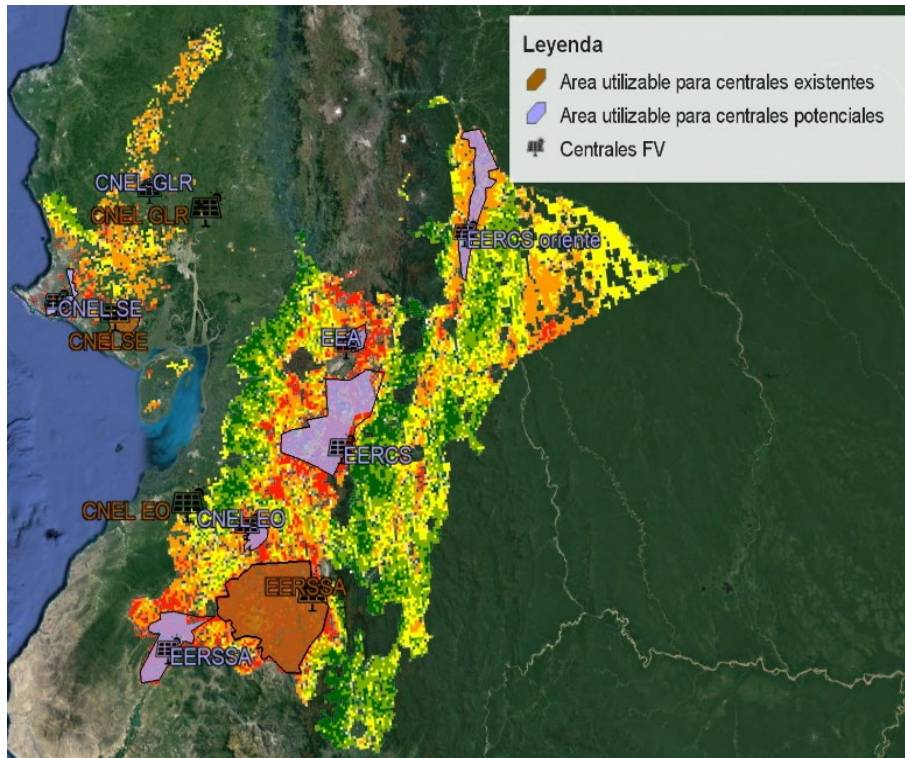 Leyenda
Area utilizable para centrales existentes
Area utilizable para centrales potenciales
Centrales FV
CNEL GLR
CNEL GLR
EERCS oriente
CNEL SE
CNELSE
EEA
EERCS
CNEL EO
CNEL EO
EERSSA
EERSSA